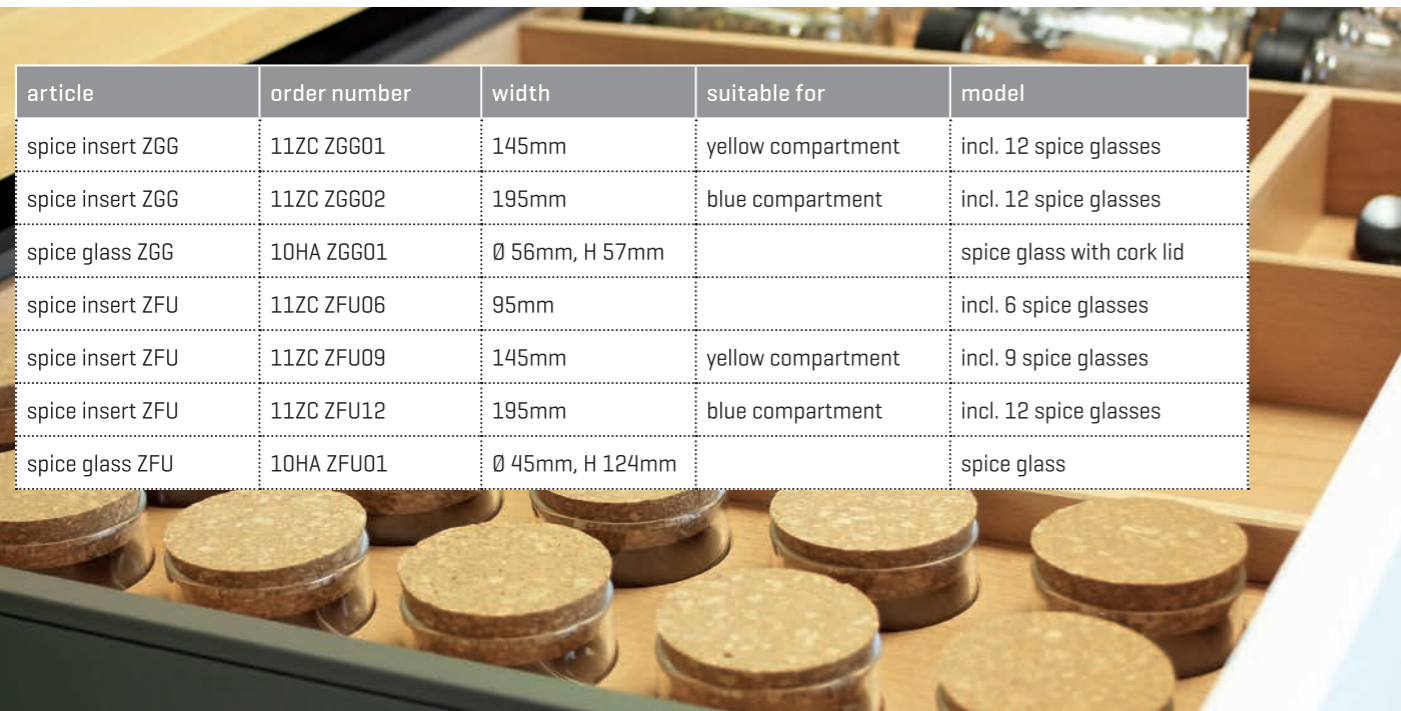 article order number width suitable for model
spice insert ZGG 11ZC ZGG01 145mm yellow compartment incl. 12 spice glasses
spice insert ZGG 11ZC ZGG02 195mm blue compartment incl. 12 spice glasses
spice glass ZGG 10HA ZGG01 Ø 56mm, H 57mm spice glass with cork lid
spice insert ZFU 11ZC ZFU06 95mm incl. 6 spice glasses
spice insert ZFU 11ZC ZFU09 145mm yellow compartment incl. 9 spice glasses
spice insert ZFU 11ZC ZFU12 195mm blue compartment incl. 12 spice glasses
spice glass ZFU 10HA ZFU01 Ø 45mm, H 124mm spice glass